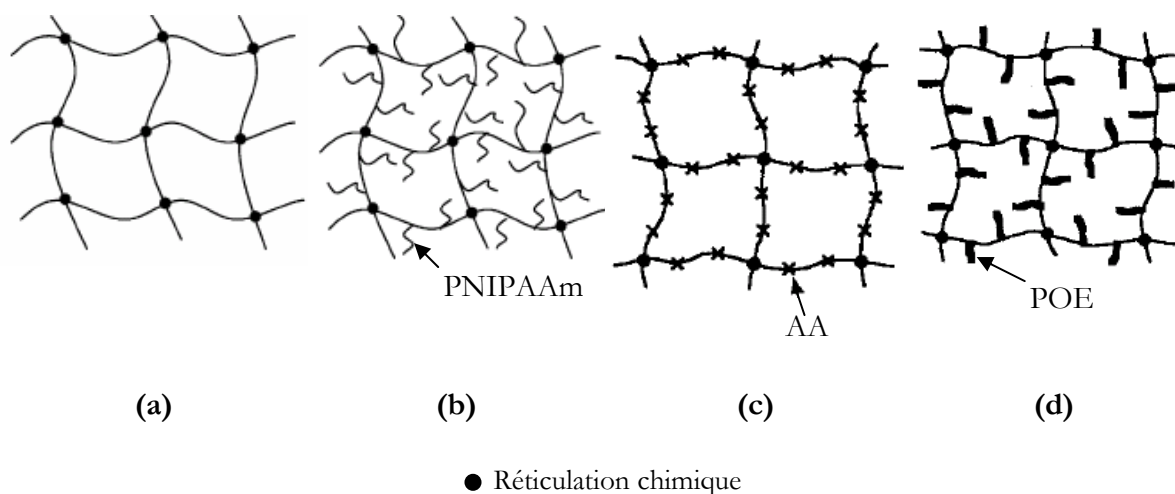 PNIPAAm
AA
POE
(a)
(b)
(c)
(d)
Réticulation chimique